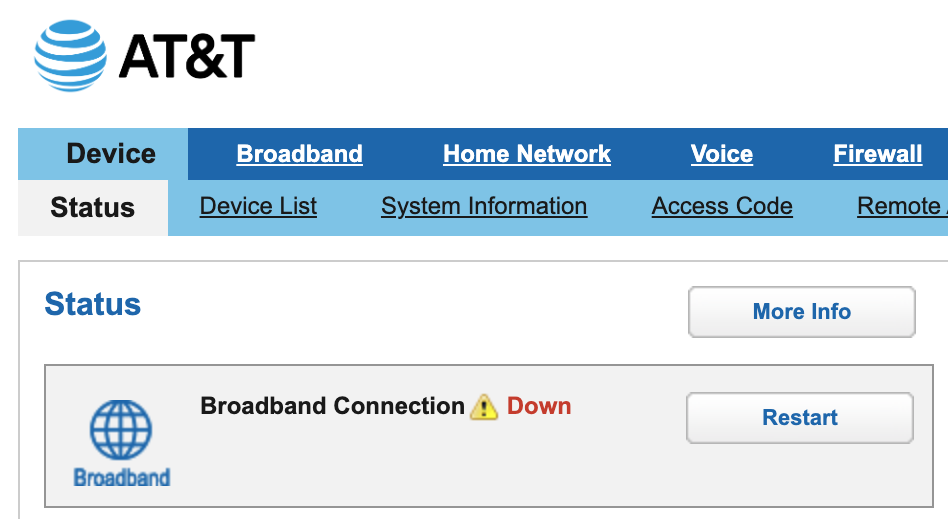 AT&T
Device Broadband Home Network Voice Firewall
Status Device List System Information Access Code Remote
Status More Info
Broadband Connection Down Restart
Broadband